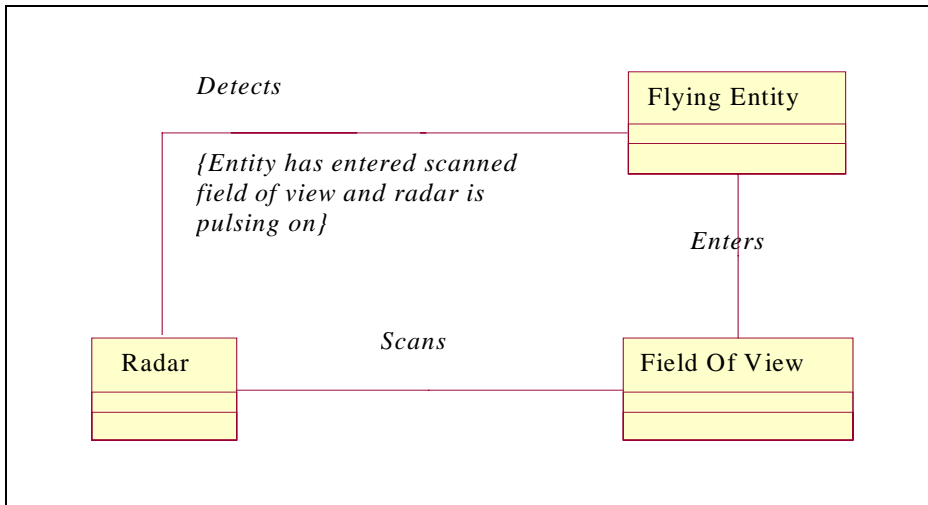 Detects
Flying Entity
{Entity has entered scanned
field of view and radar is
pulsing on}
Enters
Scans
Radar
Field Of View